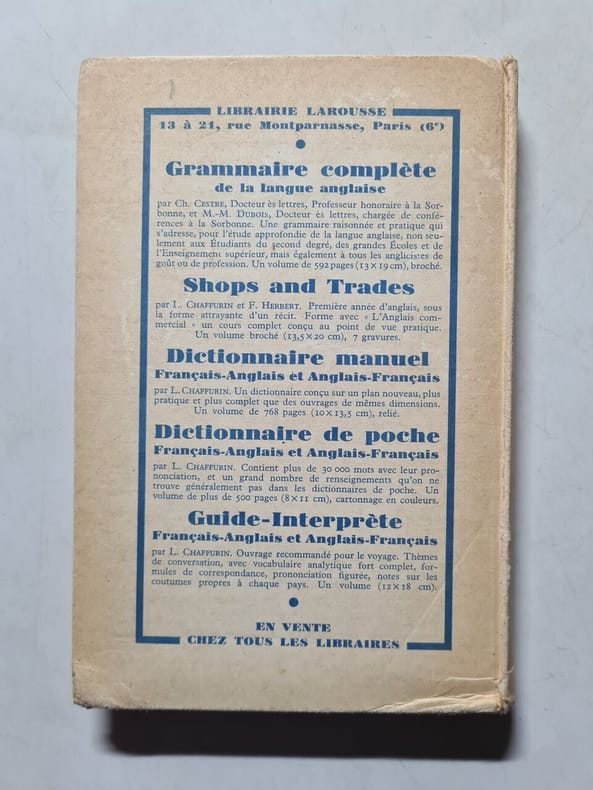 LIBRAIRIE LAROUSSE
13 à 21, rue Montparnasse, Paris (6ᵉ)
Grammaire complète
de la langue anglaise
par Ch. CESTRE, Docteur ès lettres, Professeur honoraire à la Sor-
bonne, et M.-M. DUBOIS, Docteur ès lettres, chargée de confé-
rences à la Sorbonne. Une grammaire raisonnée et pratique qui
s'adresse, pour l'étude approfondie de la langue anglaise, non seu-
lement aux Étudiants du second degré, des grandes Écoles et de
l'Enseignement supérieur, mais également à tous les anglicistes de
goût ou de profession. Un volume de 592 pages (13 × 19 cm), broché.
Shops and Trades
par L. CHAFFURIN et F. HERBERT. Première année d'anglais, sous
la forme attrayante d'un récit. Forme avec « L'Anglais com-
mercial » un cours complet conçu au point de vue pratique.
Un volume broché (13,5×20 cm), 7 gravures.
Dictionnaire manuel
Français-Anglais et Anglais-Français
par L. CHAFFURIN. Un dictionnaire conçu sur un plan nouveau, plus
pratique et plus complet que des ouvrages de mêmes dimensions.
Un volume de 768 pages (10×13,5 cm), relié.
Dictionnaire de poche
Français-Anglais et Anglais-Français
par L. CHAFFURIN. Contient plus de 30 000 mots avec leur pro-
nonciation, et un grand nombre de renseignements qu'on ne
trouve généralement pas dans les dictionnaires de poche. Un
volume de plus de 500 pages (8×11 cm), cartonnage en couleurs.
Guide-Interprète
Français-Anglais et Anglais-Français
par L. CHAFFURIN. Ouvrage recommandé pour le voyage. Thèmes
de conversation, avec vocabulaire analytique fort complet, for-
mules de correspondance, prononciation figurée, notes sur les
coutumes propres à chaque pays. Un volume (12×18 cm).
EN VENTE
CHEZ TOUS LES LIBRAIRES